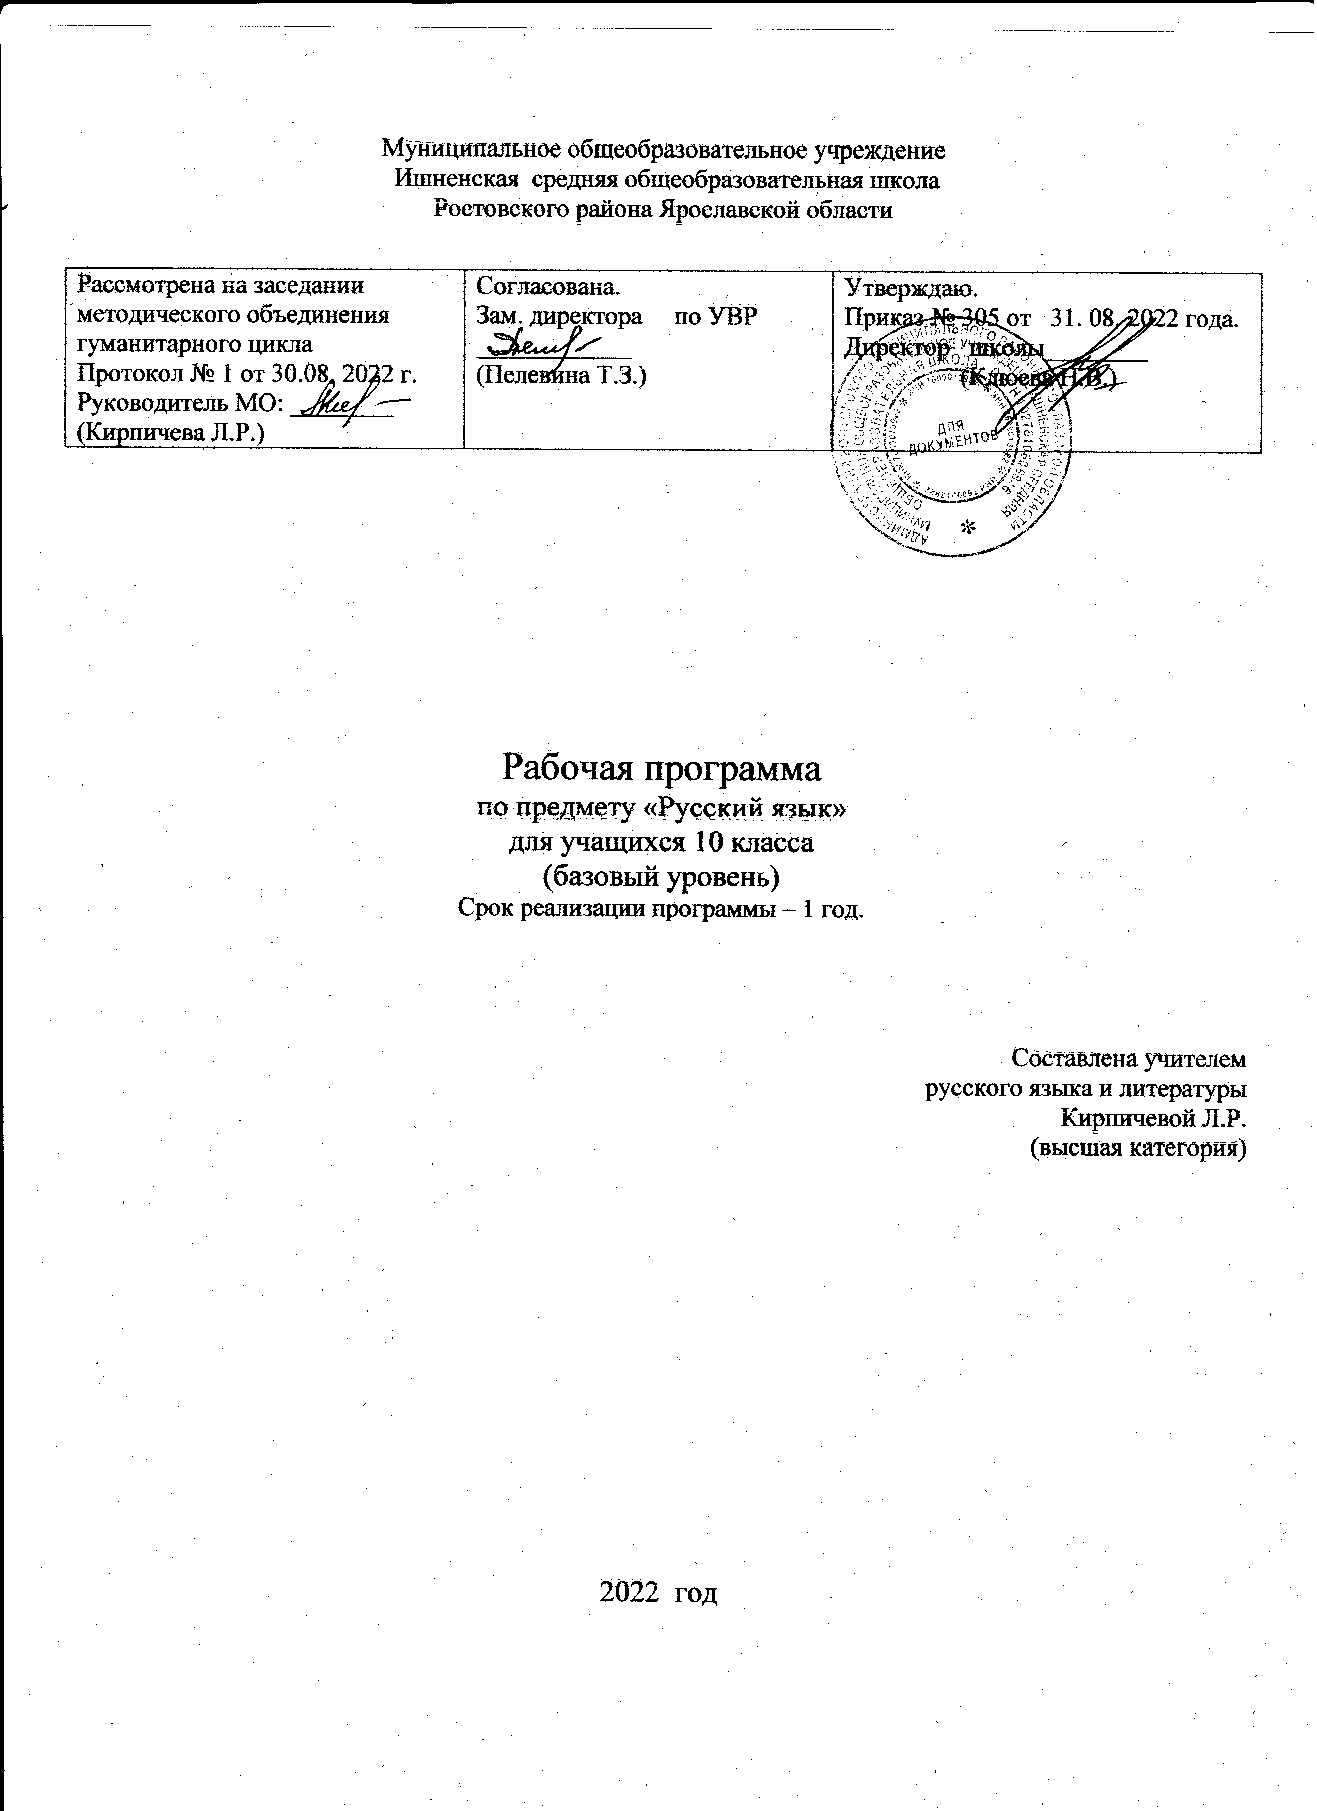 Муниципальное общеобразовательное учреждение
Ишненская средняя общеобразовательная школа
Ростовского района Ярославской области
Рассмотрена на заседании
методического объединения
гуманитарного цикла
Протокол № 1 от 30.08. 2022 г.
Руководитель МО:
(Кирпичева Л.Р.)
Согласована.
Зам. директора по УВР
(Пелевина Т.З.)
Утверждаю.
Приказ № 305 от 31. 08. 2022 года.
Директор школы
(Клюева Н.В.)
ДЛЯ
ДОКУМЕНТОВ
Рабочая программа
по предмету «Русский язык»
для учащихся 10 класса
(базовый уровень)
Срок реализации программы – 1 год.
Составлена учителем
русского языка и литературы
Кирпичевой Л.Р.
(высшая категория)
2022 год